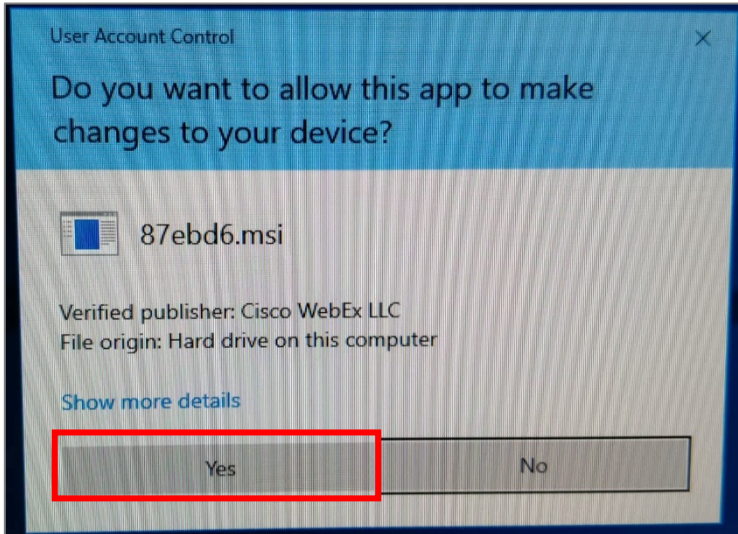 User Account Control
Do you want to allow this app to make
changes to your device?
87ebd6.msi
Verified publisher: Cisco WebEx LLC
File origin: Hard drive on this computer
Show more details
Yes
No